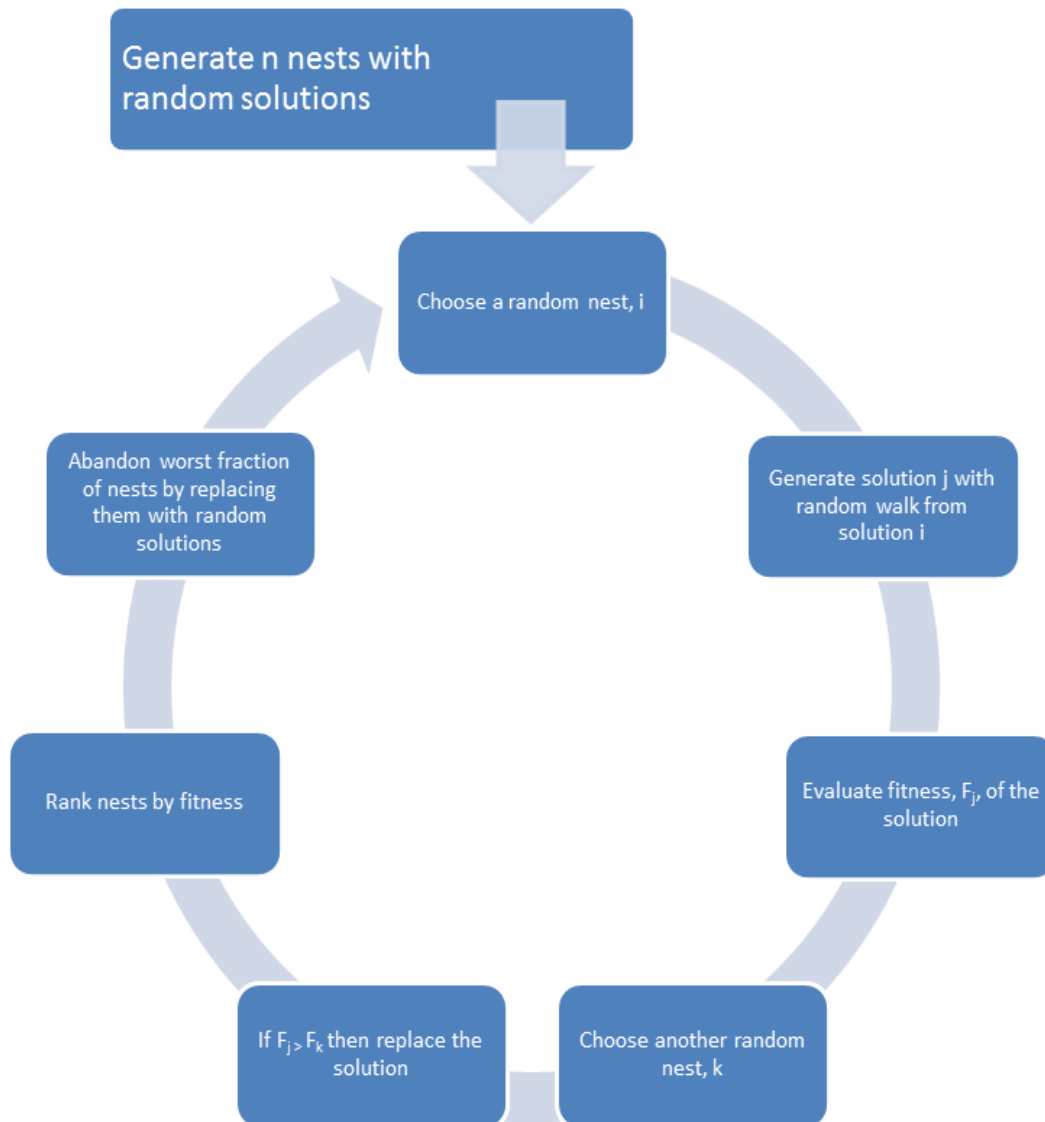 Generate n nests with
random solutions
Choose a random nest, i
Generate solution j with
random walk from
solution i
Evaluate fitness, Fj, of the
solution
Choose another random
nest, k
If Fj > Fk then replace the
solution
Rank nests by fitness
Abandon worst fraction
of nests by replacing
them with random
solutions